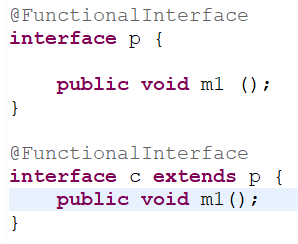 @FunctionalInterface
interface p {
public void m1 ();
}
@FunctionalInterface
interface c extends p {
public void m1();
}